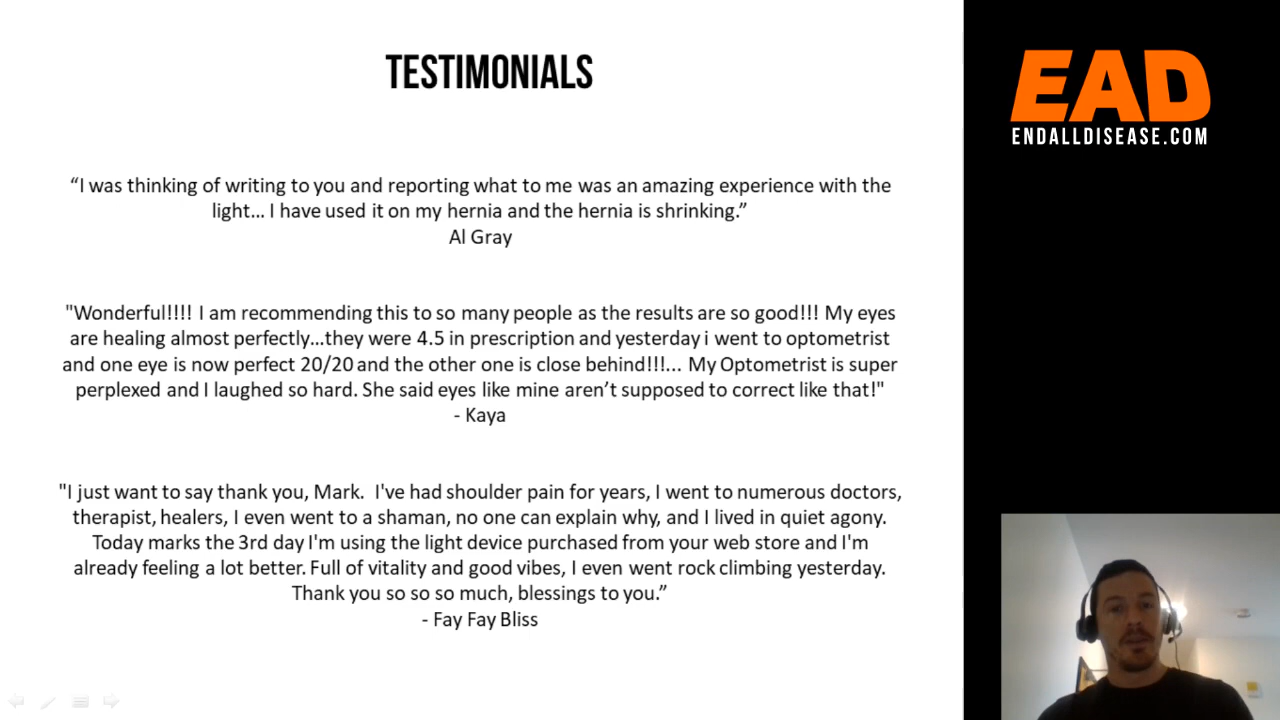 TESTIMONIALS
“I was thinking of writing to you and reporting what to me was an amazing experience with the
light... I have used it on my hernia and the hernia is shrinking.”
Al Gray
"Wonderful!!!! I am recommending this to so many people as the results are so good!!! My eyes
are healing almost perfectly...they were 4.5 in prescription and yesterday i went to optometrist
and one eye is now perfect 20/20 and the other one is close behind!!!... My Optometrist is super
perplexed and I laughed so hard. She said eyes like mine aren’t supposed to correct like that!"
- Kaya
"I just want to say thank you, Mark.  I've had shoulder pain for years, I went to numerous doctors,
therapist, healers, I even went to a shaman, no one can explain why, and I lived in quiet agony.
Today marks the 3rd day I'm using the light device purchased from your web store and I'm
already feeling a lot better. Full of vitality and good vibes, I even went rock climbing yesterday.
Thank you so so so much, blessings to you.”
- Fay Fay Bliss
EAD
ENDALLDISEASE.COM